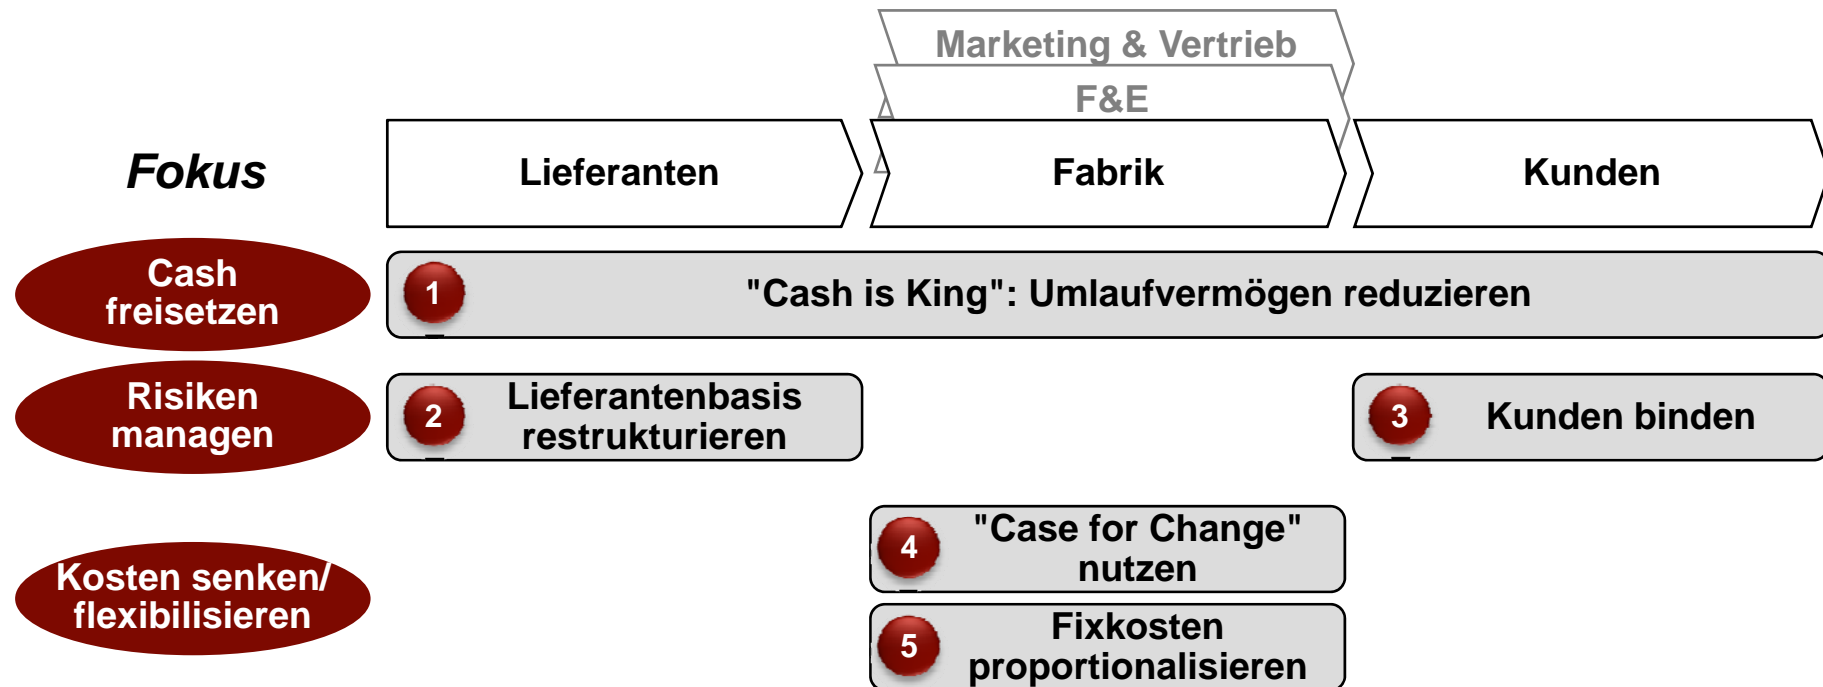 Marketing & Vertrieb
F&E
Fokus
Lieferanten
Fabrik
Kunden
Cash
freisetzen
1
"Cash is King": Umlaufvermögen reduzieren
Risiken
managen
2
Lieferantenbasis
restrukturieren
3
Kunden binden
Kosten senken/
flexibilisieren
4
"Case for Change"
nutzen
5
Fixkosten
proportionalisieren